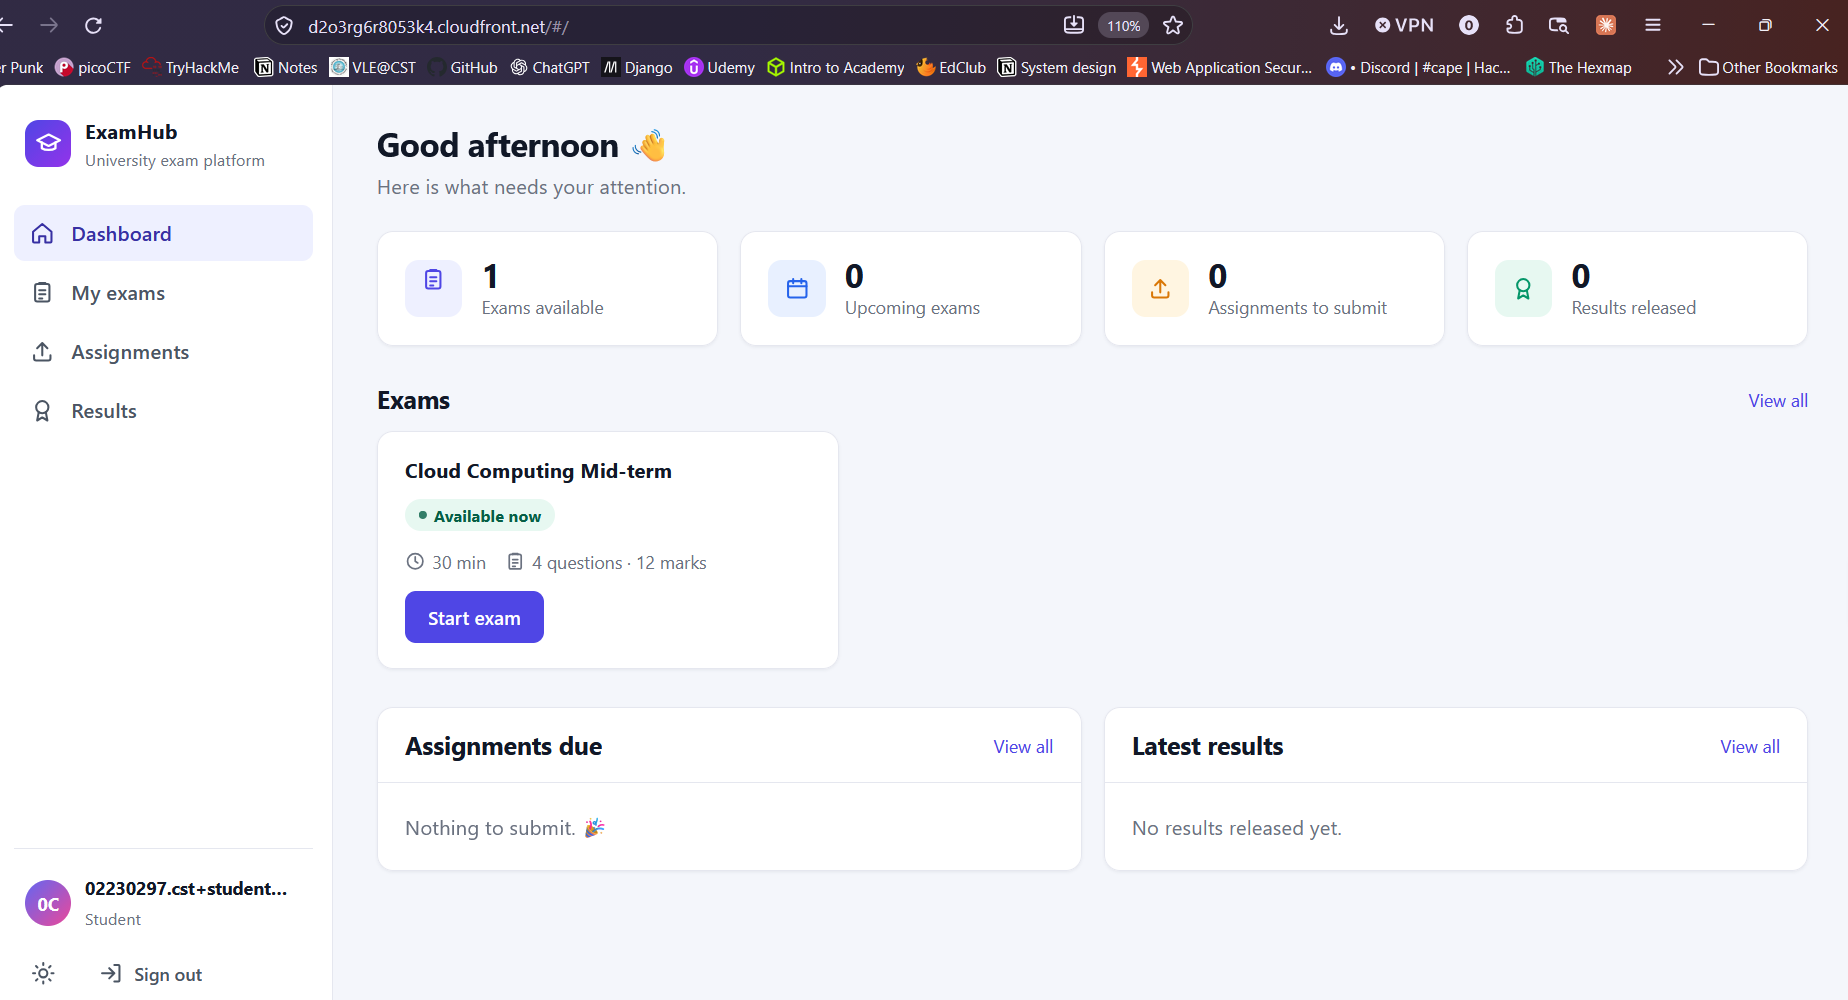 d2o3rg6r8053k4.cloudfront.net/#/
110%
VPN
r Punk
picoCTF
TryHackMe
Notes
VLE@CST
GitHub
ChatGPT
Django
Udemy
Intro to Academy
EdClub
System design
Web Application Secur...
• Discord | #cape | Hac...
The Hexmap
Other Bookmarks
ExamHub
University exam platform
Dashboard
My exams
Assignments
Results
02230297.cst+student...
0C
Student
Sign out
Good afternoon 👋
Here is what needs your attention.
1
Exams available
0
Upcoming exams
0
Assignments to submit
0
Results released
Exams
View all
Cloud Computing Mid-term
Available now
30 min
4 questions · 12 marks
Start exam
Assignments due
View all
Nothing to submit. 🎉
Latest results
View all
No results released yet.